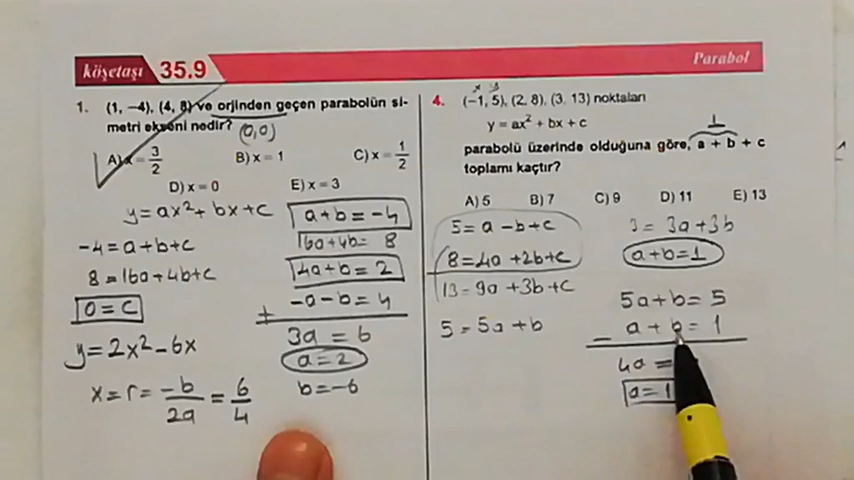 köşetaşı 35.9
Parabol
1. (1, –4), (4, 8) ve orjinden geçen parabolün si-
metri ekseni nedir? (0,0)
A) x = 3/2 B) x = 1 C) x = 1/2
D) x = 0 E) x = 3
y = ax² + bx + c
-4 = a + b + c
8 = 16a + 4b + c
0 = c
y = 2x² - 6x
x = r = -b/2a = 6/4
a + b = -4
16a + 4b = 8
4a + b = 2
+ -a - b = 4
3a = 6
a = 2
b = -6
4. (–1, 5), (2, 8), (3, 13) noktaları
y = ax² + bx + c
1
parabolü üzerinde olduğuna göre, a + b + c
toplamı kaçtır?
A) 5 B) 7 C) 9 D) 11 E) 13
5 = a - b + c
8 = 4a + 2b + c
13 = 9a + 3b + c
5 = 5a + b
3 = 3a + 3b
a + b = 1
5a + b = 5
- a + b = 1
4a =
a = 1